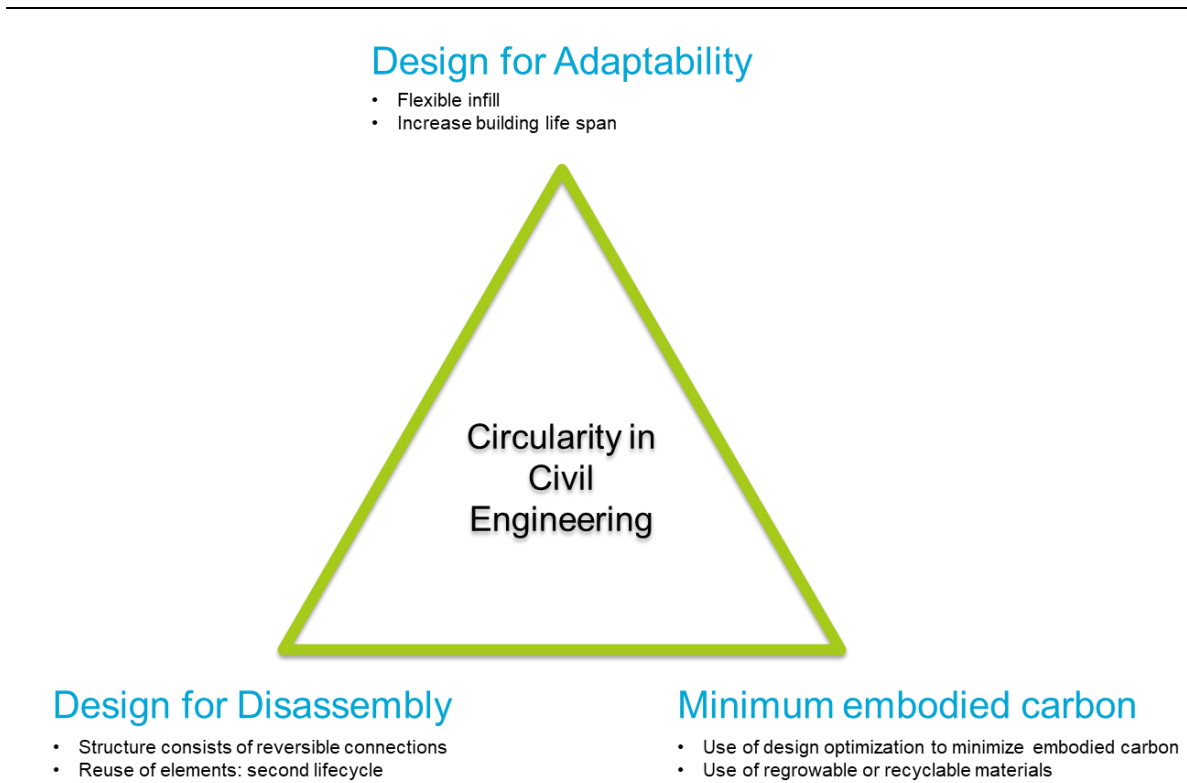 Design for Adaptability
• Flexible infill
• Increase building life span
Circularity in
Civil
Engineering
Design for Disassembly
• Structure consists of reversible connections
• Reuse of elements: second lifecycle
Minimum embodied carbon
• Use of design optimization to minimize embodied carbon
• Use of regrowable or recyclable materials